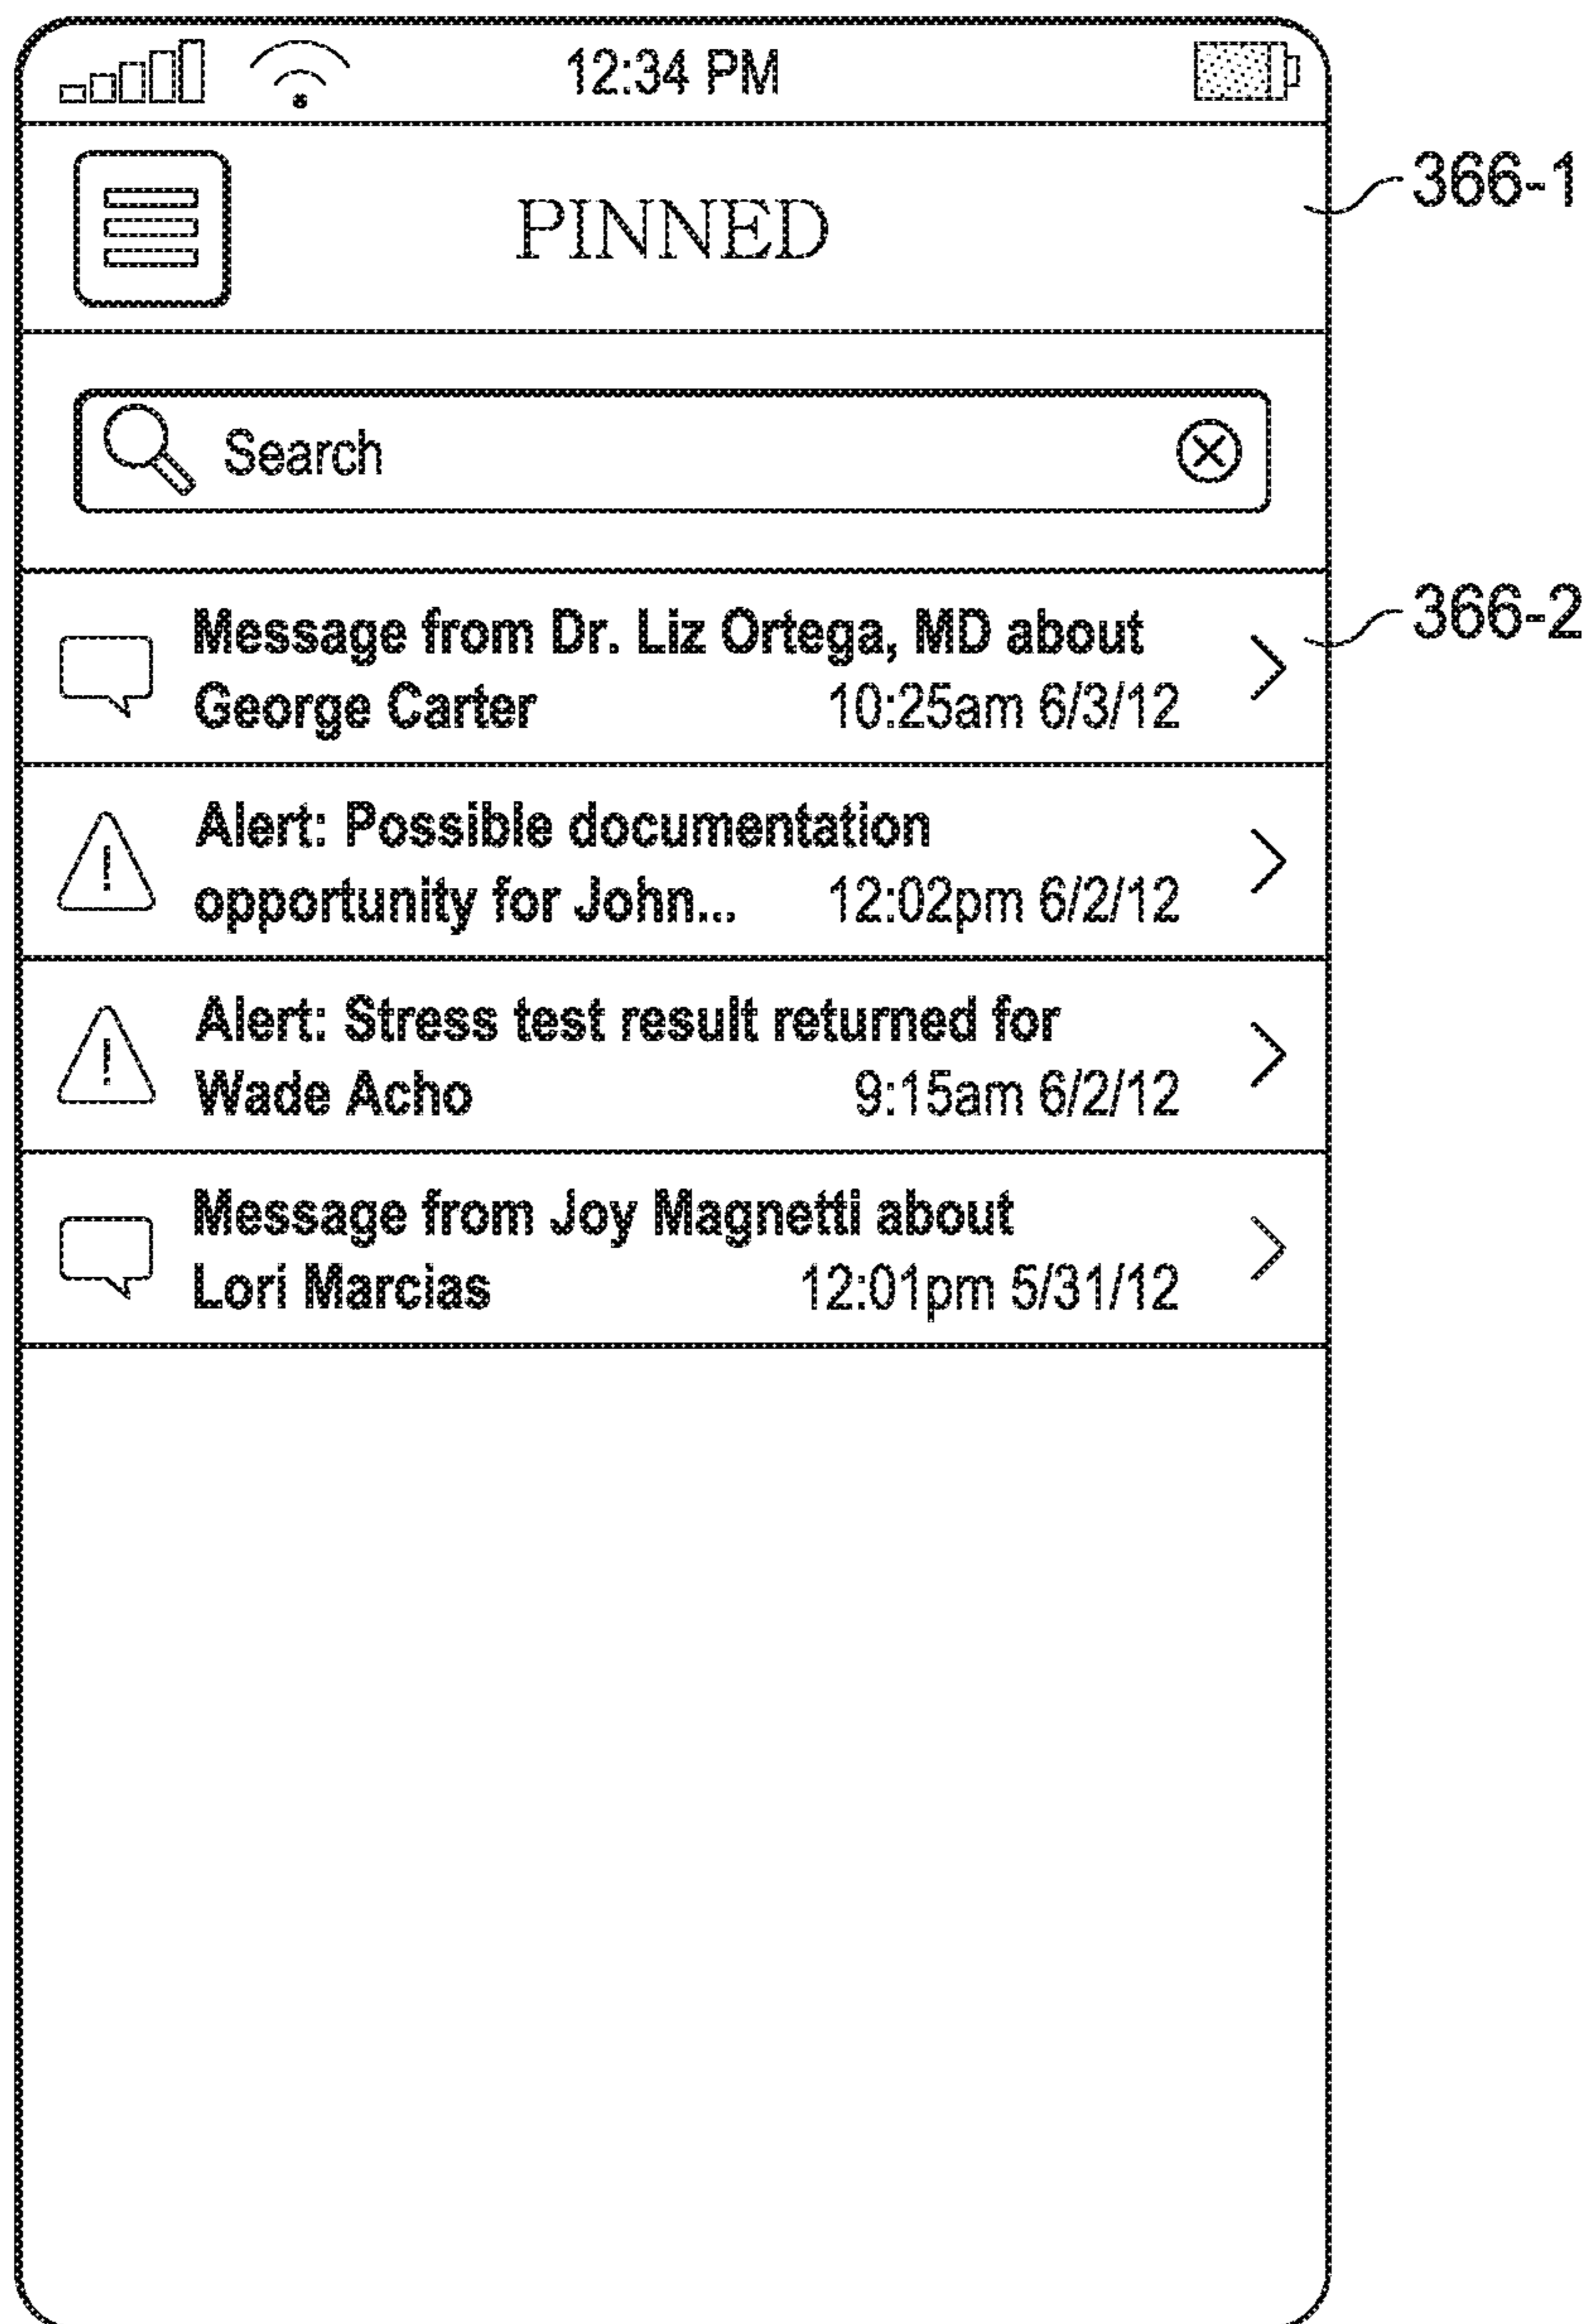 12:34 PM
PINNED
366-1
Search
Message from Dr. Liz Ortega, MD about
George Carter 10:25am 6/3/12
366-2
Alert: Possible documentation
opportunity for John... 12:02pm 6/2/12
Alert: Stress test result returned for
Wade Acho 9:15am 6/2/12
Message from Joy Magnetti about
Lori Marcias 12:01pm 5/31/12